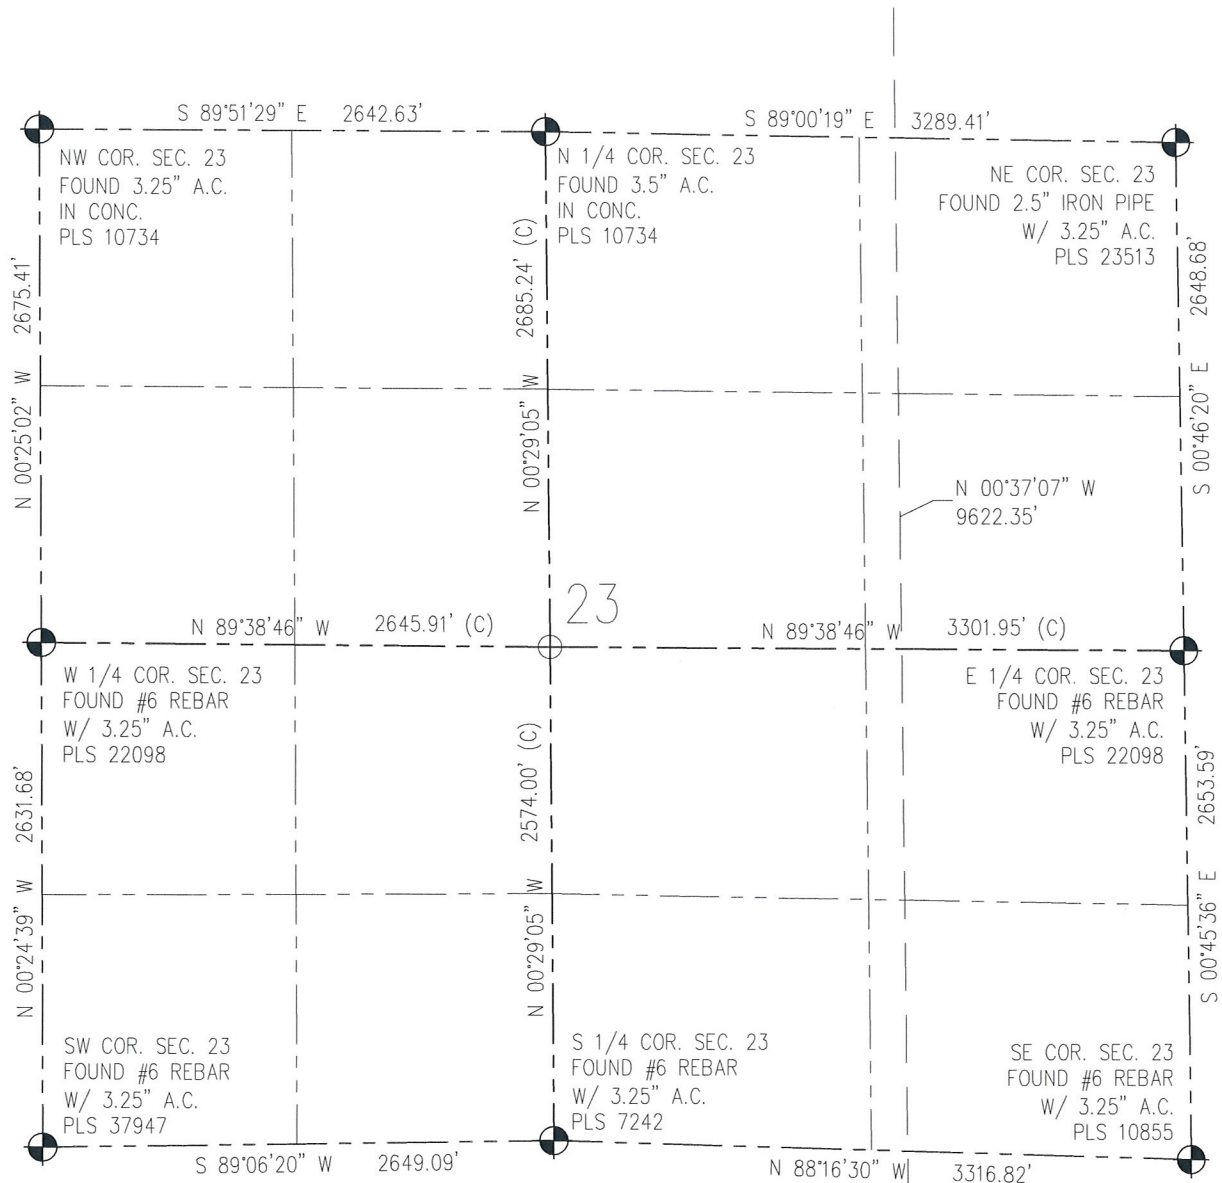 S 89°51'29" E 2642.63'
S 89°00'19" E 3289.41'
NW COR. SEC. 23
FOUND 3.25" A.C.
IN CONC.
PLS 10734
N 1/4 COR. SEC. 23
FOUND 3.5" A.C.
IN CONC.
PLS 10734
NE COR. SEC. 23
FOUND 2.5" IRON PIPE
W/ 3.25" A.C.
PLS 23513
N 00°25'02" W 2675.41'
N 00°29'05" W 2685.24' (C)
S 00°46'20" E 2648.68'
N 00°37'07" W
9622.35'
23
N 89°38'46" W 2645.91' (C)
N 89°38'46" W 3301.95' (C)
W 1/4 COR. SEC. 23
FOUND #6 REBAR
W/ 3.25" A.C.
PLS 22098
E 1/4 COR. SEC. 23
FOUND #6 REBAR
W/ 3.25" A.C.
PLS 22098
N 00°24'39" W 2631.68'
N 00°29'05" W 2574.00' (C)
S 00°45'36" E 2653.59'
SW COR. SEC. 23
FOUND #6 REBAR
W/ 3.25" A.C.
PLS 37947
S 1/4 COR. SEC. 23
FOUND #6 REBAR
W/ 3.25" A.C.
PLS 7242
SE COR. SEC. 23
FOUND #6 REBAR
W/ 3.25" A.C.
PLS 10855
S 89°06'20" W 2649.09'
N 88°16'30" W 3316.82'